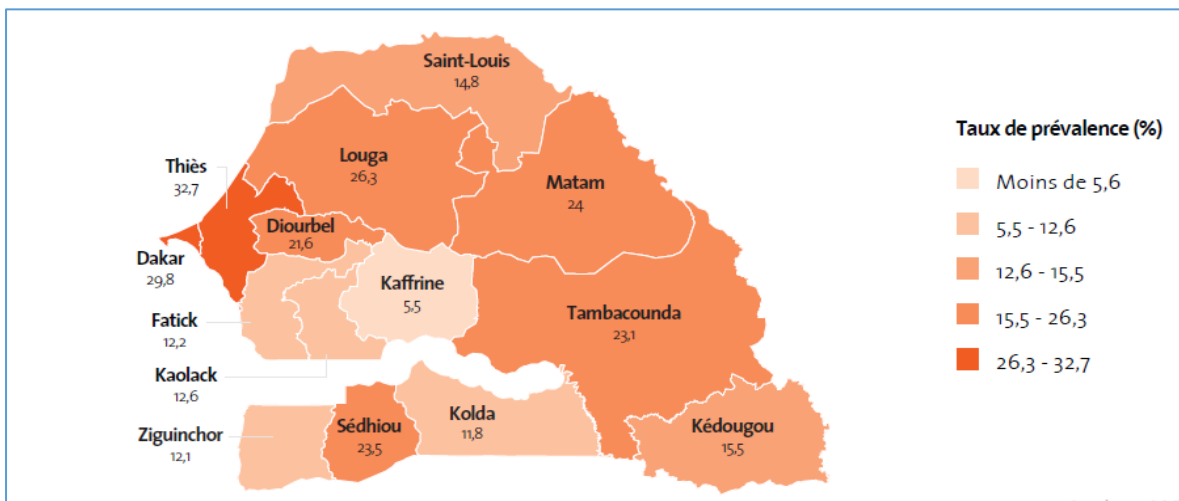 Saint-Louis
14,8
Thiès
32,7
Louga
26,3
Matam
24
Diourbel
21,6
Dakar
29,8
Kaffrine
5,5
Tambacounda
23,1
Fatick
12,2
Kaolack
12,6
Ziguinchor
12,1
Sédhiou
23,5
Kolda
11,8
Kédougou
15,5
Taux de prévalence (%)
Moins de 5,6
5,5 - 12,6
12,6 - 15,5
15,5 - 26,3
26,3 - 32,7